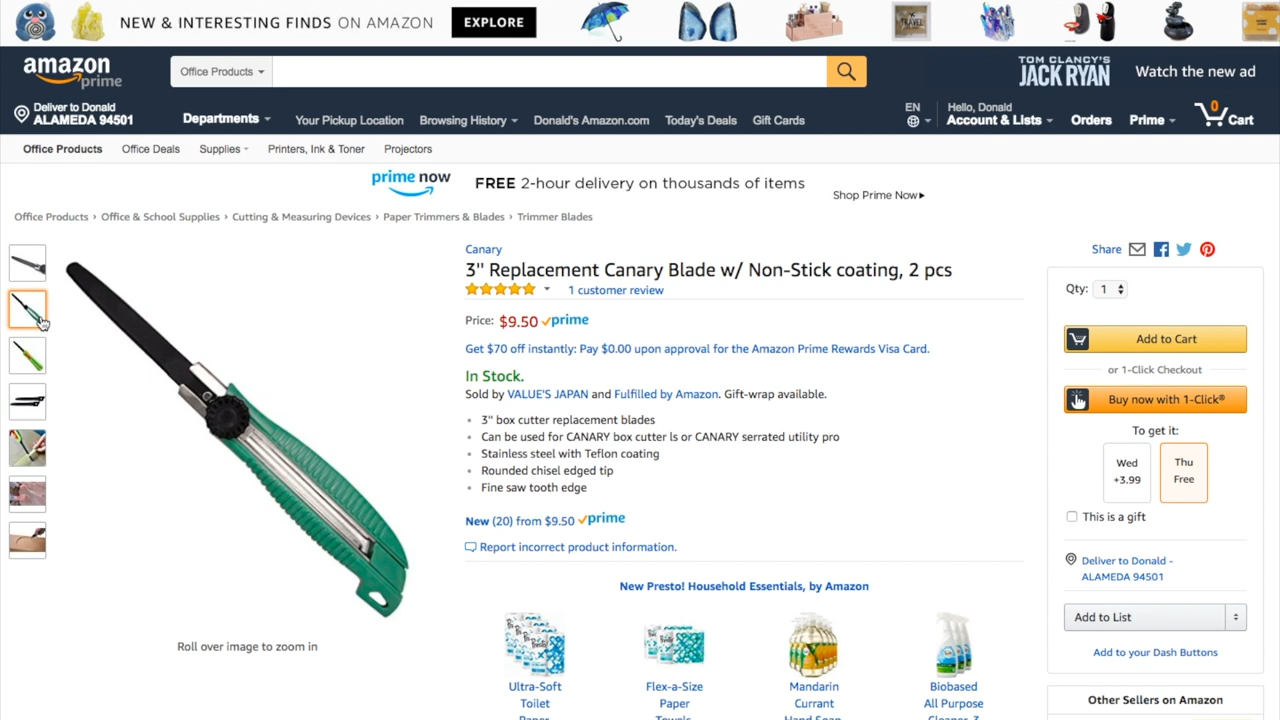 NEW & INTERESTING FINDS ON AMAZON
EXPLORE
TRAVEL
amazon
prime
Office Products
TOM CLANCY'S
JACK RYAN
Watch the new ad
Deliver to Donald
ALAMEDA 94501
Departments
Your Pickup Location
Browsing History
Donald's Amazon.com
Today's Deals
Gift Cards
EN
Hello, Donald
Account & Lists
Orders
Prime
0
Cart
Office Products
Office Deals
Supplies
Printers, Ink & Toner
Projectors
prime now
FREE 2-hour delivery on thousands of items
Shop Prime Now
Office Products › Office & School Supplies › Cutting & Measuring Devices › Paper Trimmers & Blades › Trimmer Blades
Canary
3'' Replacement Canary Blade w/ Non-Stick coating, 2 pcs
1 customer review
Price: $9.50 prime
Get $70 off instantly: Pay $0.00 upon approval for the Amazon Prime Rewards Visa Card.
In Stock.
Sold by VALUE'S JAPAN and Fulfilled by Amazon. Gift-wrap available.
• 3" box cutter replacement blades
• Can be used for CANARY box cutter ls or CANARY serrated utility pro
• Stainless steel with Teflon coating
• Rounded chisel edged tip
• Fine saw tooth edge
New (20) from $9.50 prime
Report incorrect product information.
Roll over image to zoom in
New Presto! Household Essentials, by Amazon
Ultra-Soft
Toilet
Paper
Flex-a-Size
Paper
Towels
Mandarin
Currant
Hand Soap
Biobased
All Purpose
Cleaner, 3
Share
Qty: 1
Add to Cart
or 1-Click Checkout
Buy now with 1-Click®
To get it:
Wed
+3.99
Thu
Free
This is a gift
Deliver to Donald -
ALAMEDA 94501
Add to List
Add to your Dash Buttons
Other Sellers on Amazon